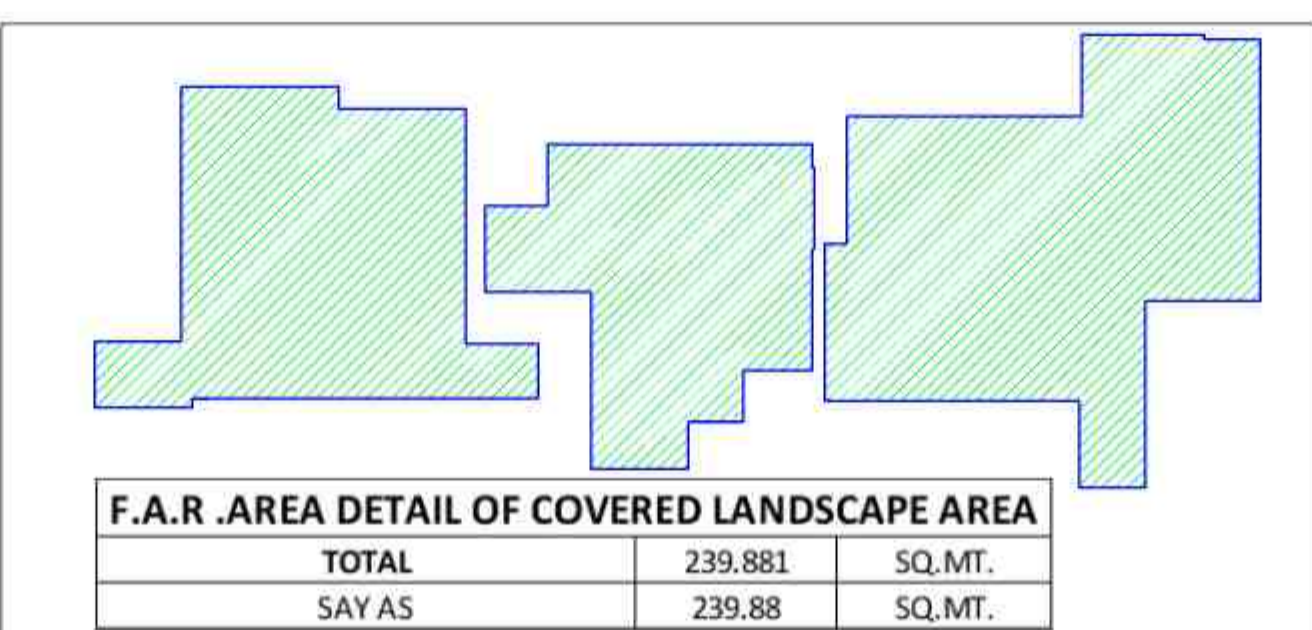 F.A.R .AREA DETAIL OF COVERED LANDSCAPE AREA
TOTAL 239.881 SQ.MT.
SAY AS 239.88 SQ.MT.